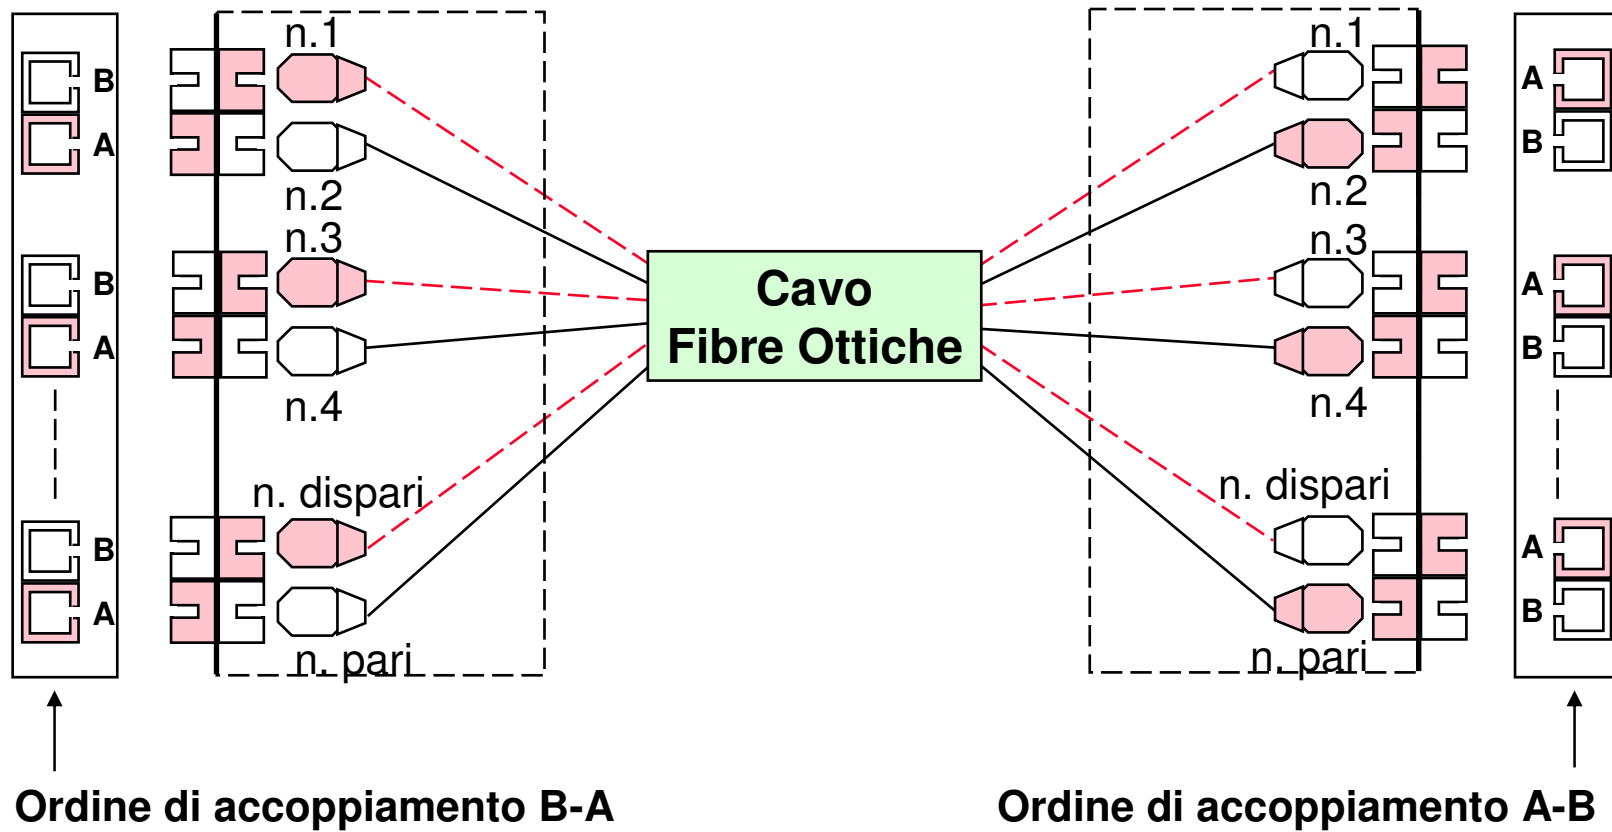 n.1
B
A
n.2
n.3
B
A
n.4
n. dispari
B
A
n. pari
Ordine di accoppiamento B-A
Cavo
Fibre Ottiche
n.1
A
B
n.2
n.3
A
B
n.4
n. dispari
A
B
n. pari
Ordine di accoppiamento A-B